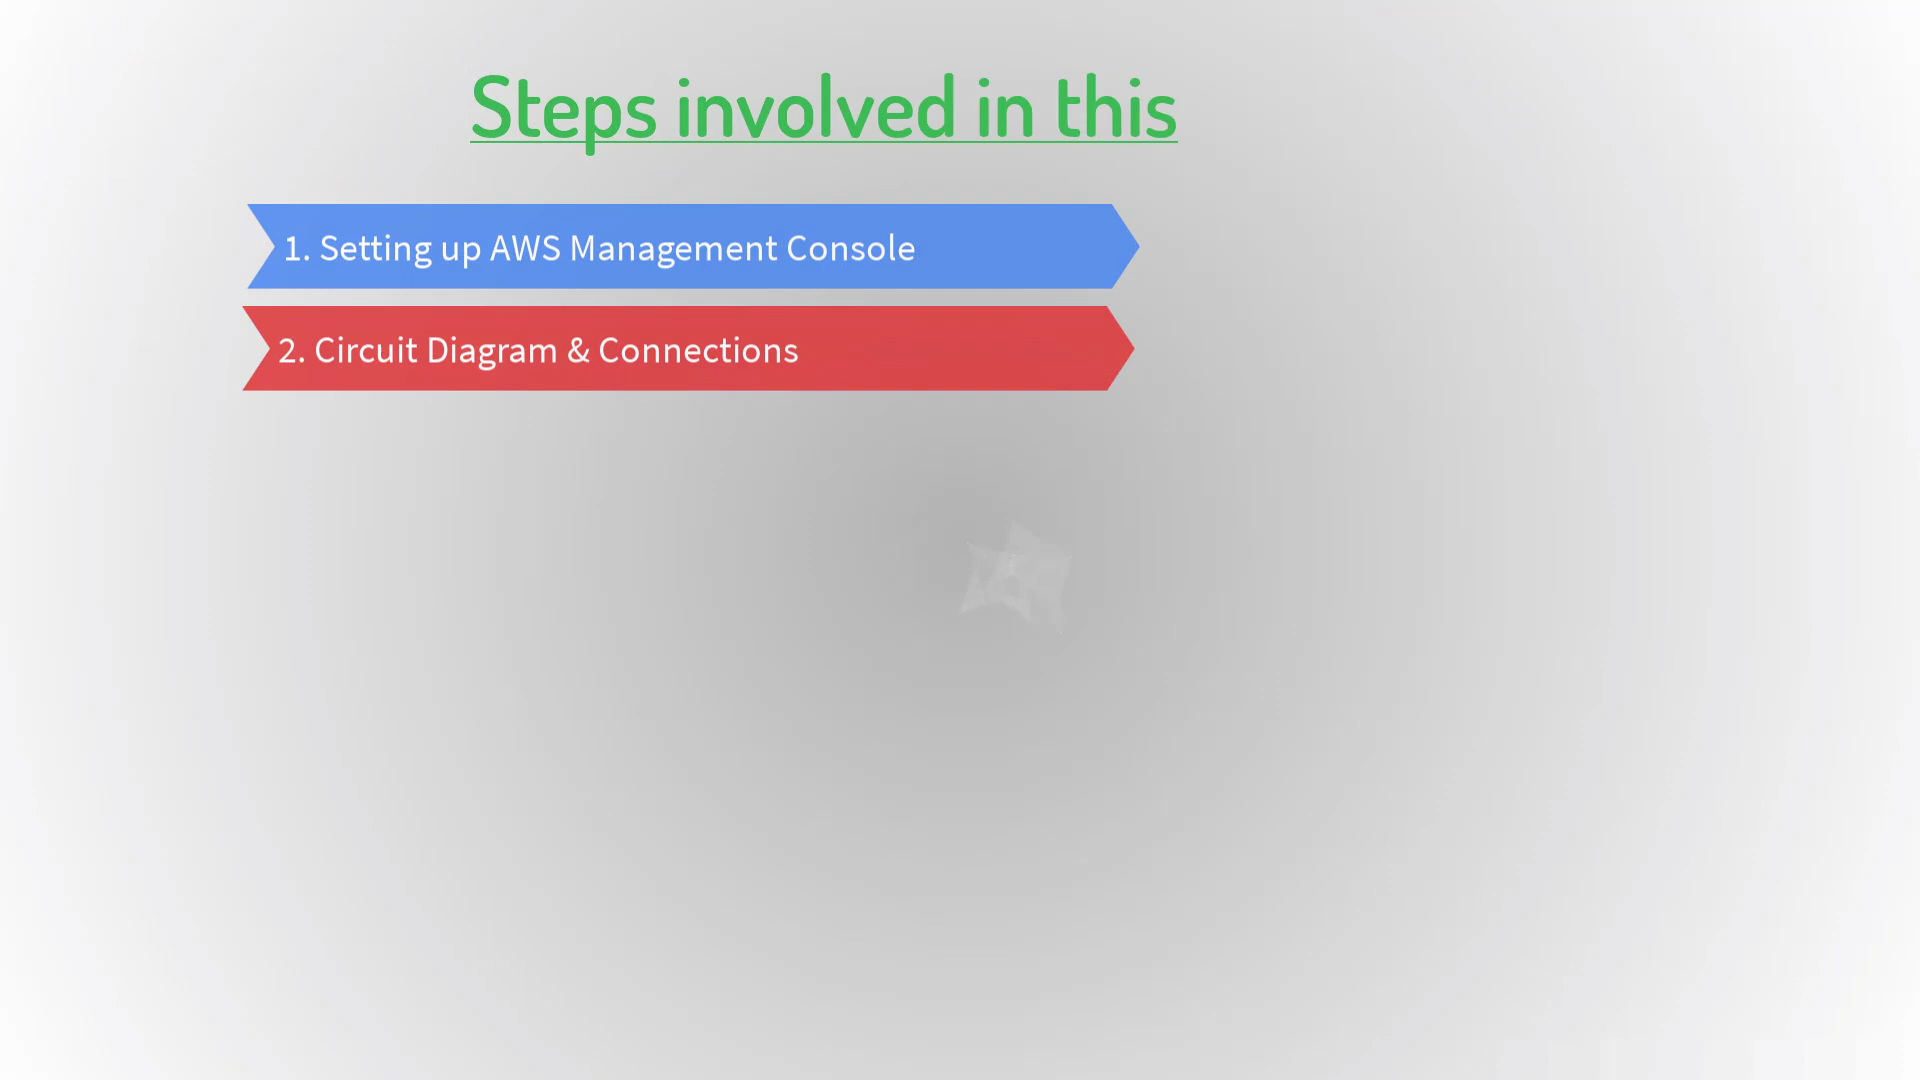 Steps involved in this
1. Setting up AWS Management Console
2. Circuit Diagram & Connections